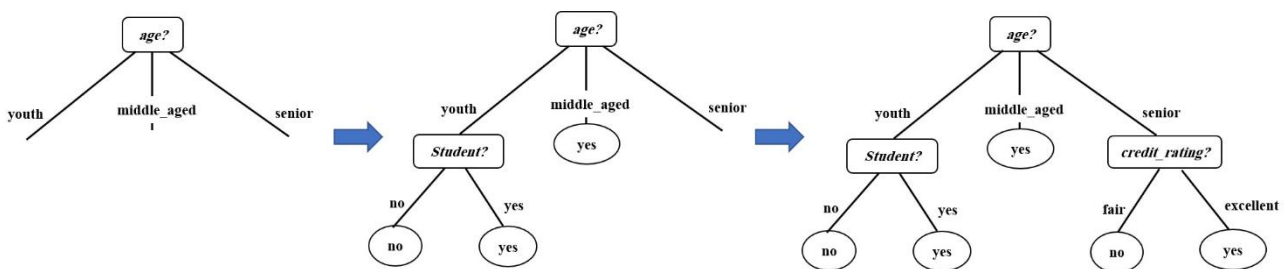 age?
youth
middle_aged
senior
age?
youth
middle_aged
senior
Student?
yes
no
yes
no
yes
age?
youth
middle_aged
senior
Student?
yes
credit_rating?
no
yes
fair
excellent
no
yes
no
yes